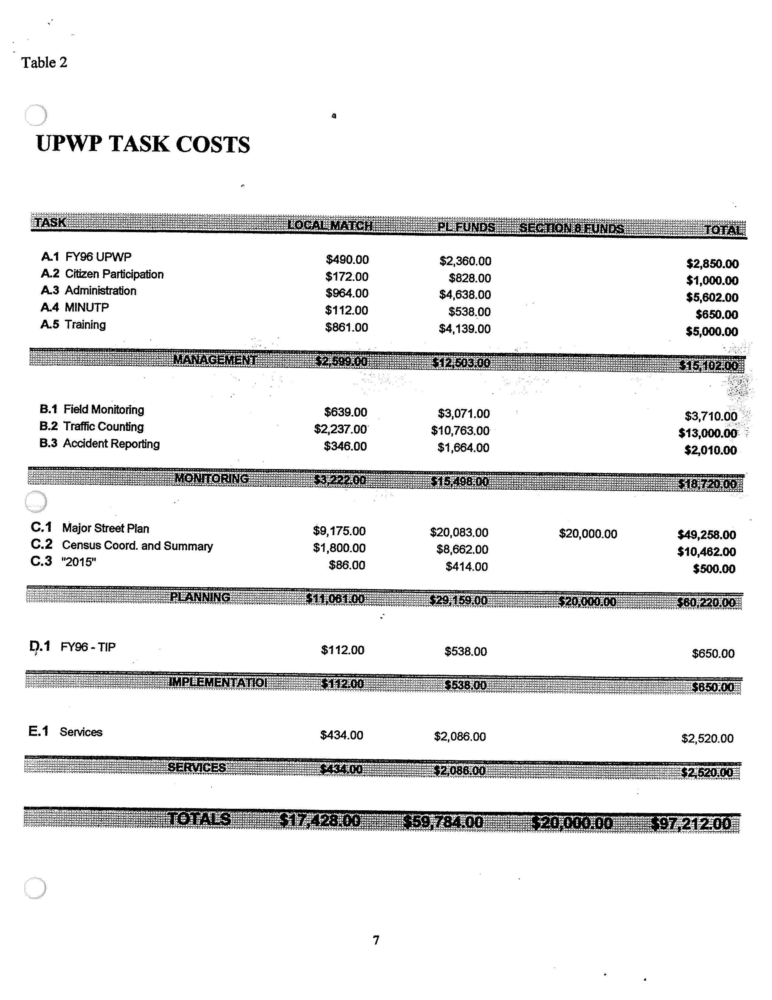 Table 2
UPWP TASK COSTS
TASK LOCAL MATCH PL FUNDS SECTION 8 FUNDS TOTAL
A.1 FY96 UPWP $490.00 $2,360.00 $2,850.00
A.2 Citizen Participation $172.00 $828.00 $1,000.00
A.3 Administration $964.00 $4,638.00 $5,602.00
A.4 MINUTP $112.00 $538.00 $650.00
A.5 Training $861.00 $4,139.00 $5,000.00
MANAGEMENT $2,599.00 $12,503.00 $15,102.00
B.1 Field Monitoring $639.00 $3,071.00 $3,710.00
B.2 Traffic Counting $2,237.00 $10,763.00 $13,000.00
B.3 Accident Reporting $346.00 $1,664.00 $2,010.00
MONITORING $3,222.00 $15,498.00 $18,720.00
C.1 Major Street Plan $9,175.00 $20,083.00 $20,000.00 $49,258.00
C.2 Census Coord. and Summary $1,800.00 $8,662.00 $10,462.00
C.3 "2015" $86.00 $414.00 $500.00
PLANNING $11,061.00 $29,159.00 $20,000.00 $60,220.00
D.1 FY96 - TIP $112.00 $538.00 $650.00
IMPLEMENTATIOI $112.00 $538.00 $650.00
E.1 Services $434.00 $2,086.00 $2,520.00
SERVICES $434.00 $2,086.00 $2,520.00
TOTALS $17,428.00 $59,784.00 $20,000.00 $97,212.00
7